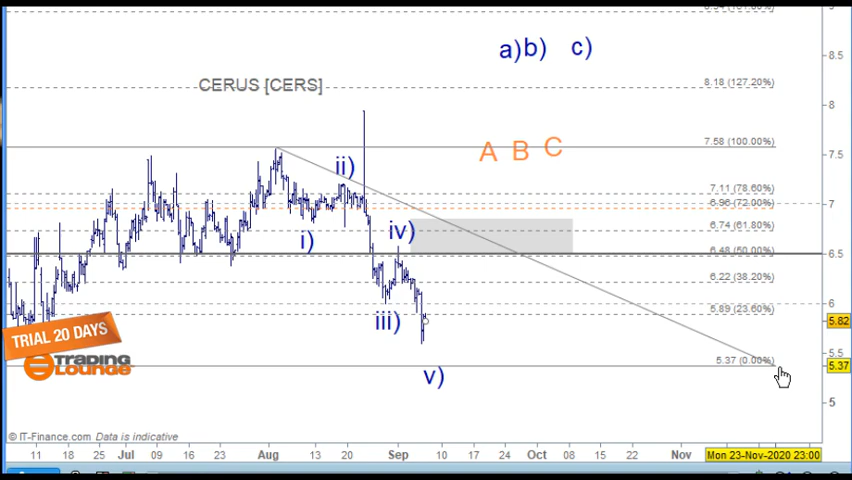 9
a) b) c)
8.5
CERUS [CERS]
8.18 (127.20%)
8
7.58 (100.00%)
A B C
7.5
ii)
7.11 (78.60%)
6.96 (72.00%)
7
i)
iv)
6.74 (61.80%)
6.48 (50.00%)
6.5
6.22 (38.20%)
6
5.89 (23.60%)
iii)
5.82
TRIAL 20 DAYS
TRADING
LOUNGE
5.5
5.37 (0.00%)
5.37
v)
5
© IT-Finance.com Data is indicative
11 18 25 Jul 09 16 23 Aug 13 20 Sep 10 17 24 Oct 08 15 22 Nov Mon 23-Nov-2020 23:00